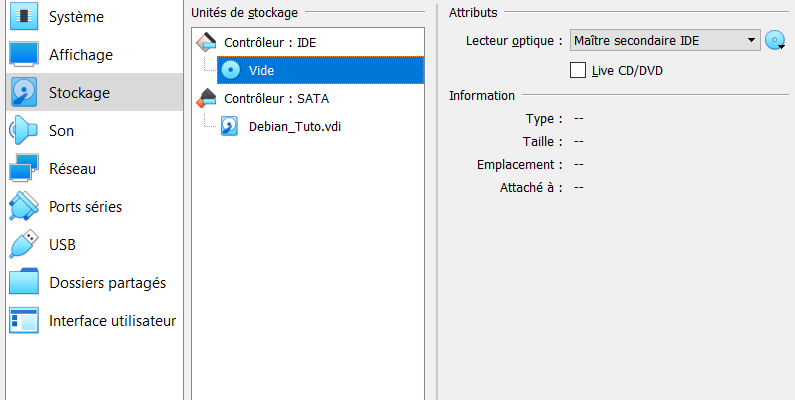 Système
Affichage
Stockage
Son
Réseau
Ports séries
USB
Dossiers partagés
Interface utilisateur
Unités de stockage
Contrôleur : IDE
Vide
Contrôleur : SATA
Debian_Tuto.vdi
Attributs
Lecteur optique : Maître secondaire IDE
Live CD/DVD
Information
Type : --
Taille : --
Emplacement : --
Attaché à : --